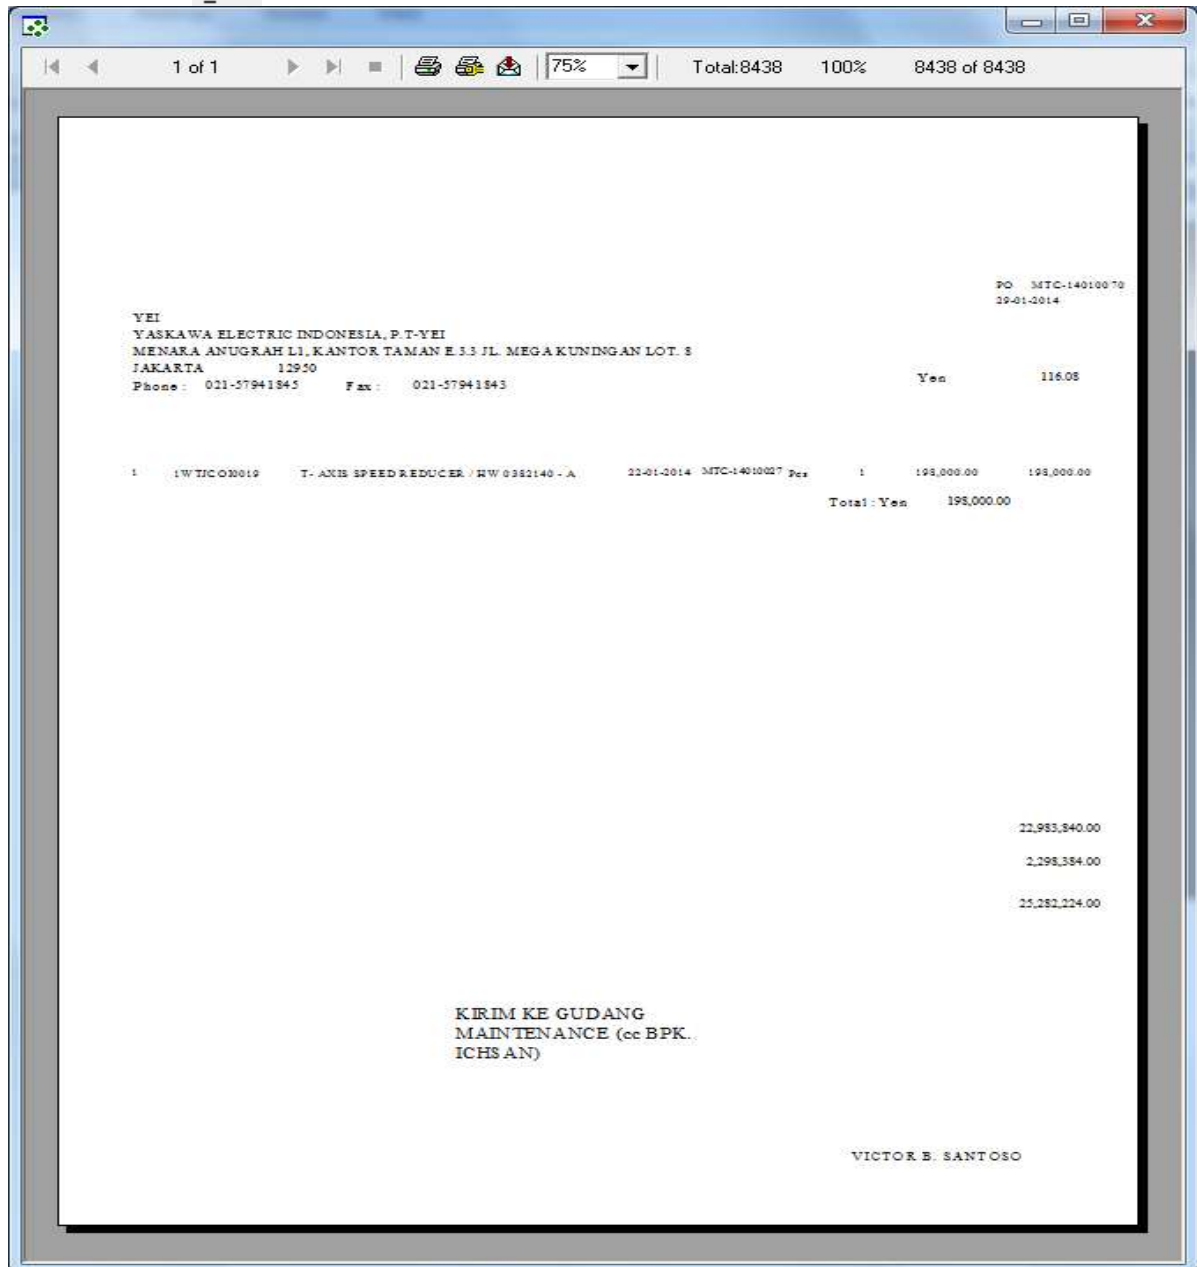 1 of 1 75% Total:8438 100% 8438 of 8438
PO MTC-14010070
29-01-2014
YEI
YASKAWA ELECTRIC INDONESIA, P.T-YEI
MENARA ANUGRAH L1, KANTOR TAMAN E.3.3 JL. MEGA KUNINGAN LOT. 8
JAKARTA 12950
Phone : 021-57941845 Fax : 021-57941843
Yen 116.08
1 T- AXIS SPEED REDUCER / HW 0382140 - A 22-01-2014 MTC-14010027 Pcs 1 198,000.00 198,000.00
Total : Yen 198,000.00
22,983,840.00
2,298,384.00
25,282,224.00
KIRIM KE GUDANG
MAINTENANCE (cc BPK.
ICHSAN)
VICTOR B. SANTOSO